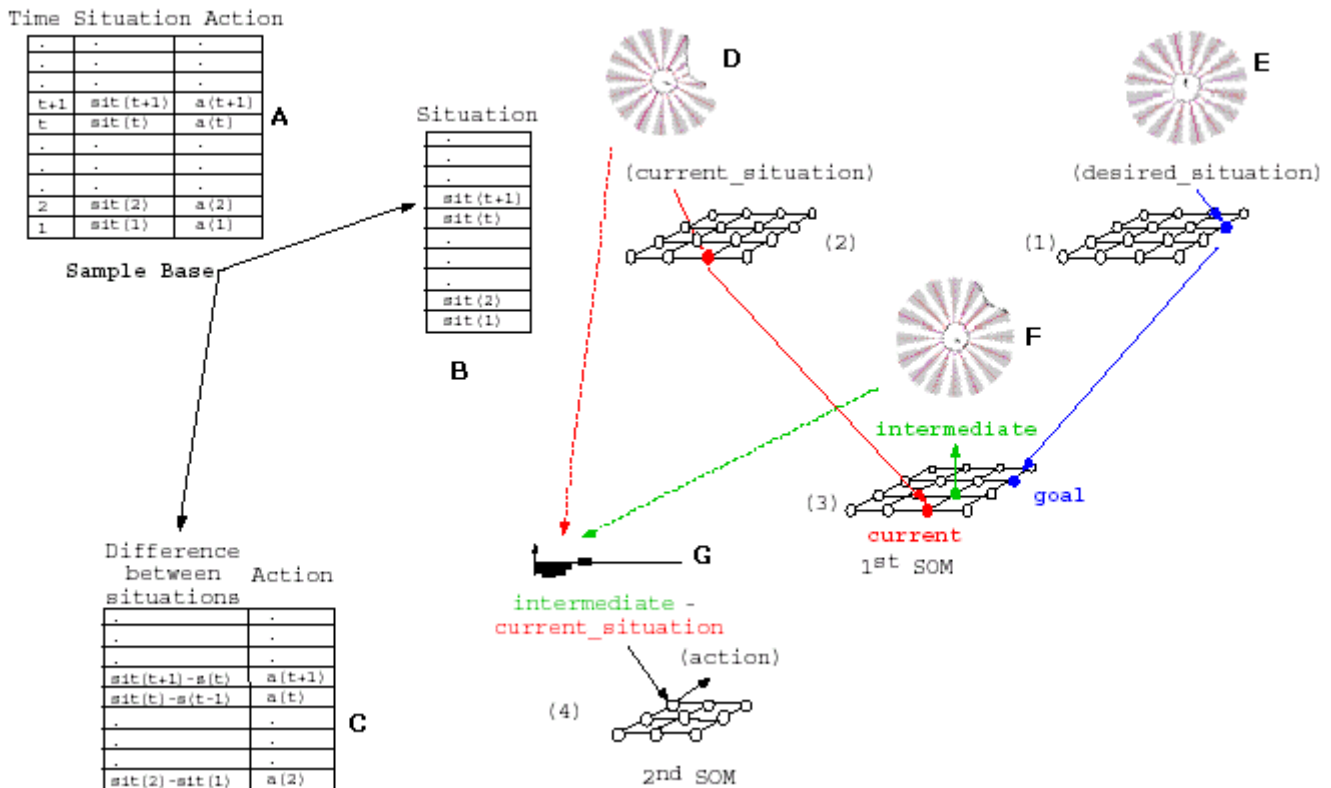 Time Situation Action
. . .
. . .
. . .
t+1 sit(t+1) a(t+1)
t sit(t) a(t)
. . .
. . .
. . .
2 sit(2) a(2)
1 sit(1) a(1)
A
Sample Base
Situation
.
.
.
sit(t+1)
sit(t)
.
.
.
.
sit(2)
sit(1)
B
D
(current_situation)
(2)
E
(desired_situation)
(1)
F
intermediate
(3)
goal
current
1st SOM
Difference
between
situations
Action
. .
. .
. .
sit(t+1)-s(t) a(t+1)
sit(t)-s(t-1) a(t)
. .
. .
. .
sit(2)-sit(1) a(2)
C
G
intermediate -
current_situation
(action)
(4)
2nd SOM